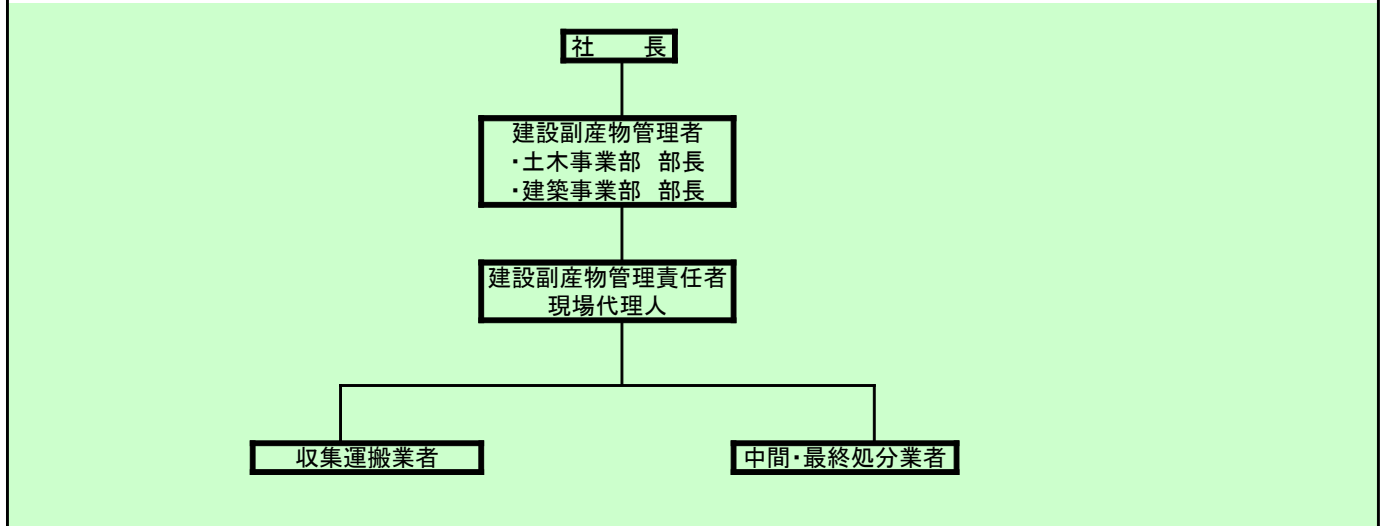 社　　長
建設副産物管理者
・土木事業部　部長
・建築事業部　部長
建設副産物管理責任者
現場代理人
収集運搬業者
中間・最終処分業者